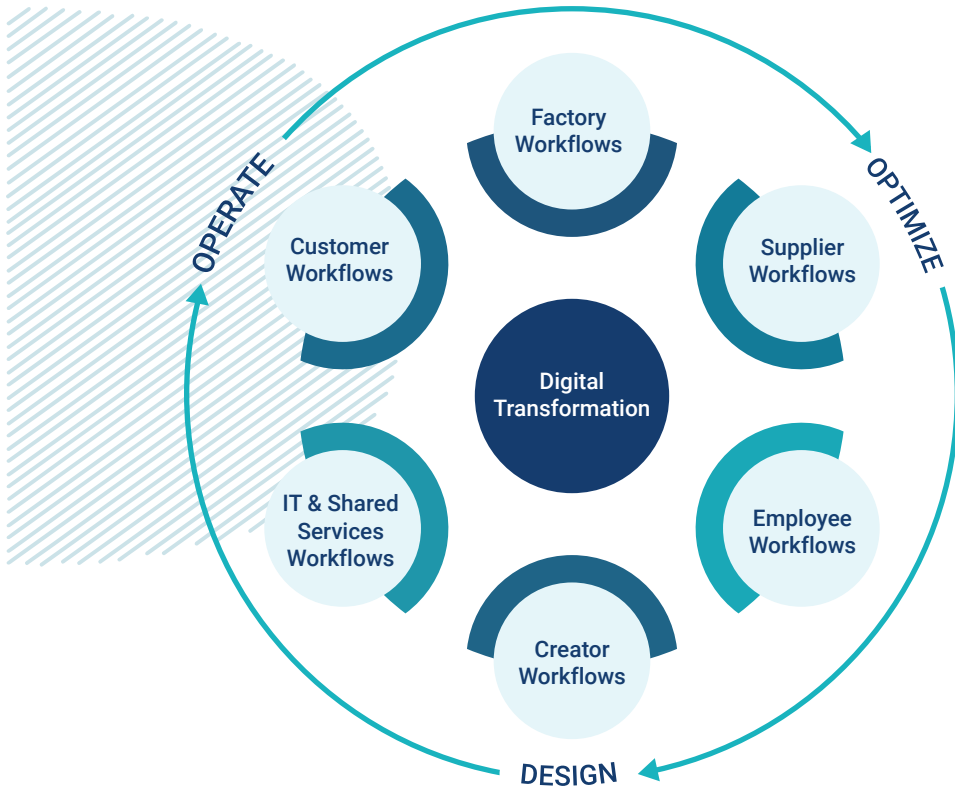 Factory
Workflows
OPERATE
OPTIMIZE
Customer
Workflows
Supplier
Workflows
Digital
Transformation
IT & Shared
Services
Workflows
Employee
Workflows
Creator
Workflows
DESIGN